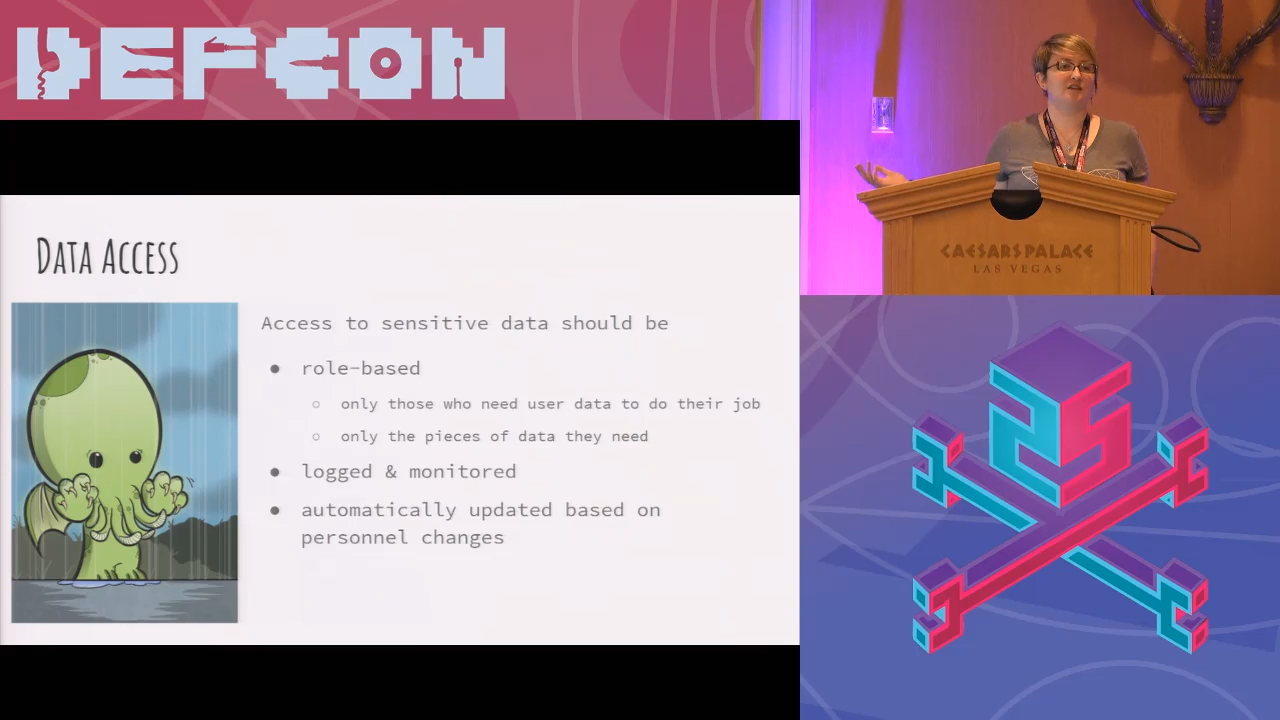 DEFCON
CAESARS PALACE
LAS VEGAS
DATA ACCESS
Access to sensitive data should be
● role-based
○ only those who need user data to do their job
○ only the pieces of data they need
● logged & monitored
● automatically updated based on
personnel changes
25